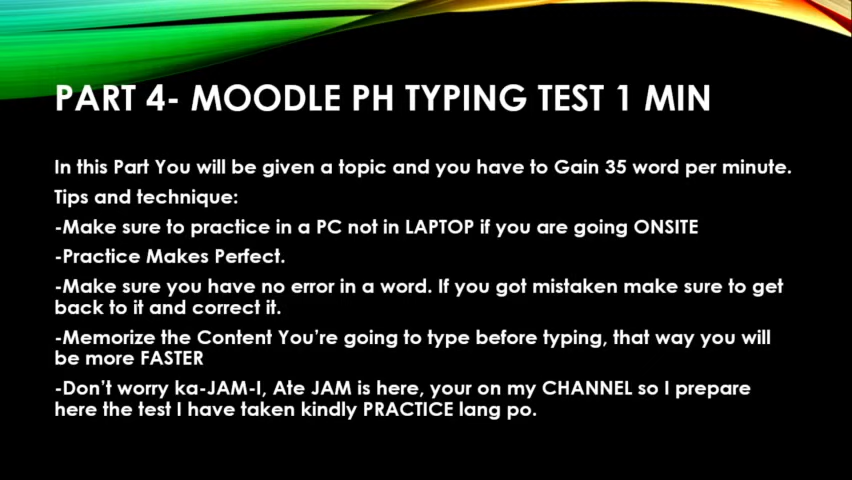 PART 4- MOODLE PH TYPING TEST 1 MIN
In this Part You will be given a topic and you have to Gain 35 word per minute.
Tips and technique:
-Make sure to practice in a PC not in LAPTOP if you are going ONSITE
-Practice Makes Perfect.
-Make sure you have no error in a word. If you got mistaken make sure to get
back to it and correct it.
-Memorize the Content You're going to type before typing, that way you will
be more FASTER
-Don't worry ka-JAM-I, Ate JAM is here, your on my CHANNEL so I prepare
here the test I have taken kindly PRACTICE lang po.